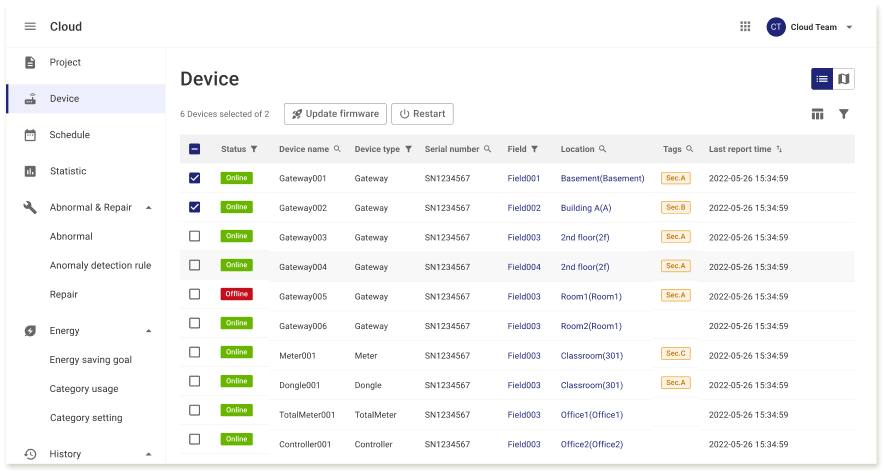 Cloud
CT Cloud Team
Project
Device
Schedule
Statistic
Abnormal & Repair
Abnormal
Anomaly detection rule
Repair
Energy
Energy saving goal
Category usage
Category setting
History
Device
6 Devices selected of 2 Update firmware Restart
Status Device name Device type Serial number Field Location Tags Last report time
Online Gateway001 Gateway SN1234567 Field001 Basement(Basement) Sec.A 2022-05-26 15:34:59
Online Gateway002 Gateway SN1234567 Field002 Building A(A) Sec.B 2022-05-26 15:34:59
Online Gateway003 Gateway SN1234567 Field003 2nd floor(2f) Sec.A 2022-05-26 15:34:59
Online Gateway004 Gateway SN1234567 Field004 2nd floor(2f) Sec.A 2022-05-26 15:34:59
Offline Gateway005 Gateway SN1234567 Field003 Room1(Room1) Sec.A 2022-05-26 15:34:59
Online Gateway006 Gateway SN1234567 Field003 Room2(Room1) 2022-05-26 15:34:59
Online Meter001 Meter SN1234567 Field003 Classroom(301) Sec.C 2022-05-26 15:34:59
Online Dongle001 Dongle SN1234567 Field003 Classroom(301) Sec.A 2022-05-26 15:34:59
Online TotalMeter001 TotalMeter SN1234567 Field003 Office1(Office1) 2022-05-26 15:34:59
Online Controller001 Controller SN1234567 Field003 Office2(Office2) 2022-05-26 15:34:59